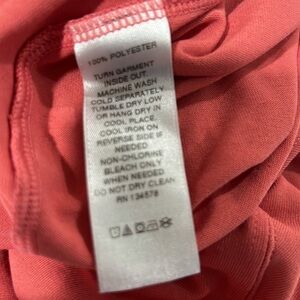 100% POLYESTER
TURN GARMENT
INSIDE OUT.
MACHINE WASH
COLD SEPARATELY
TUMBLE DRY LOW
OR HANG DRY IN
COOL PLACE.
COOL IRON ON
REVERSE SIDE IF
NEEDED
NON-CHLORINE
BLEACH ONLY
WHEN NEEDED
DO NOT DRY CLEAN
RN 134578